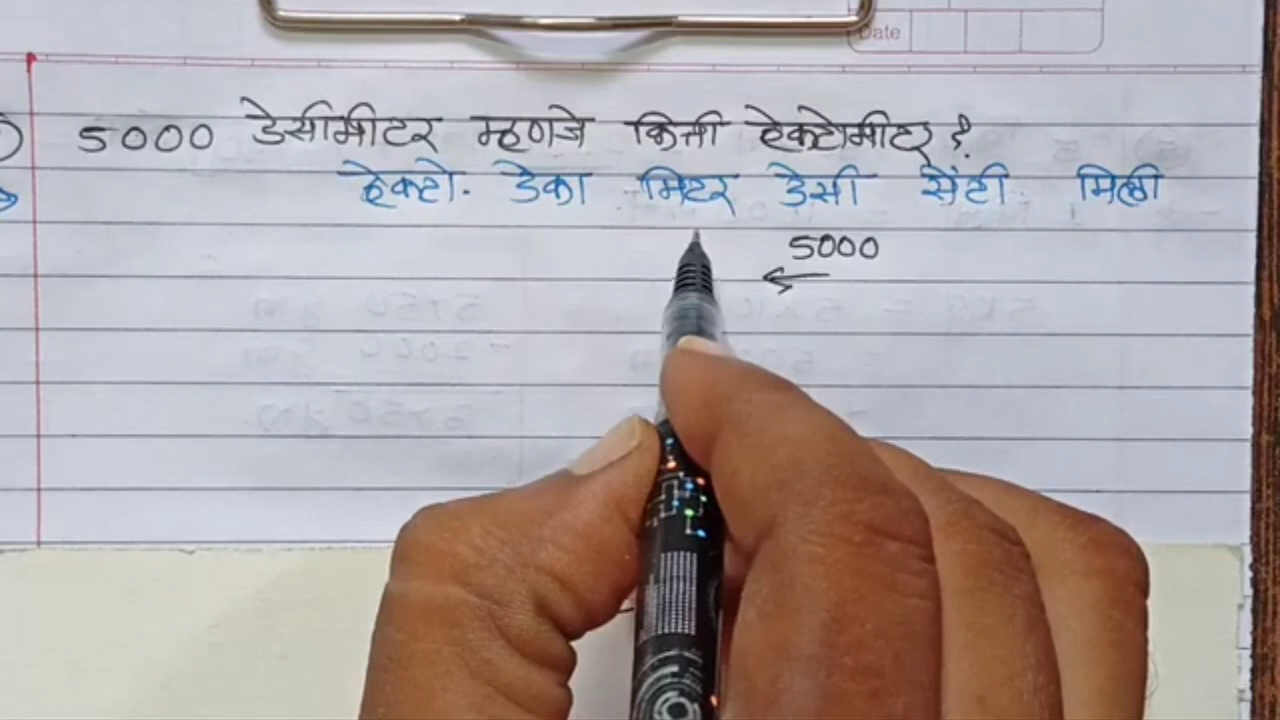 Date
5000 डेसीमीटर म्हणजे किती हेक्टोमीटर ?
हेक्टो. डेका मिटर डेसी सेंटी मिली
5000